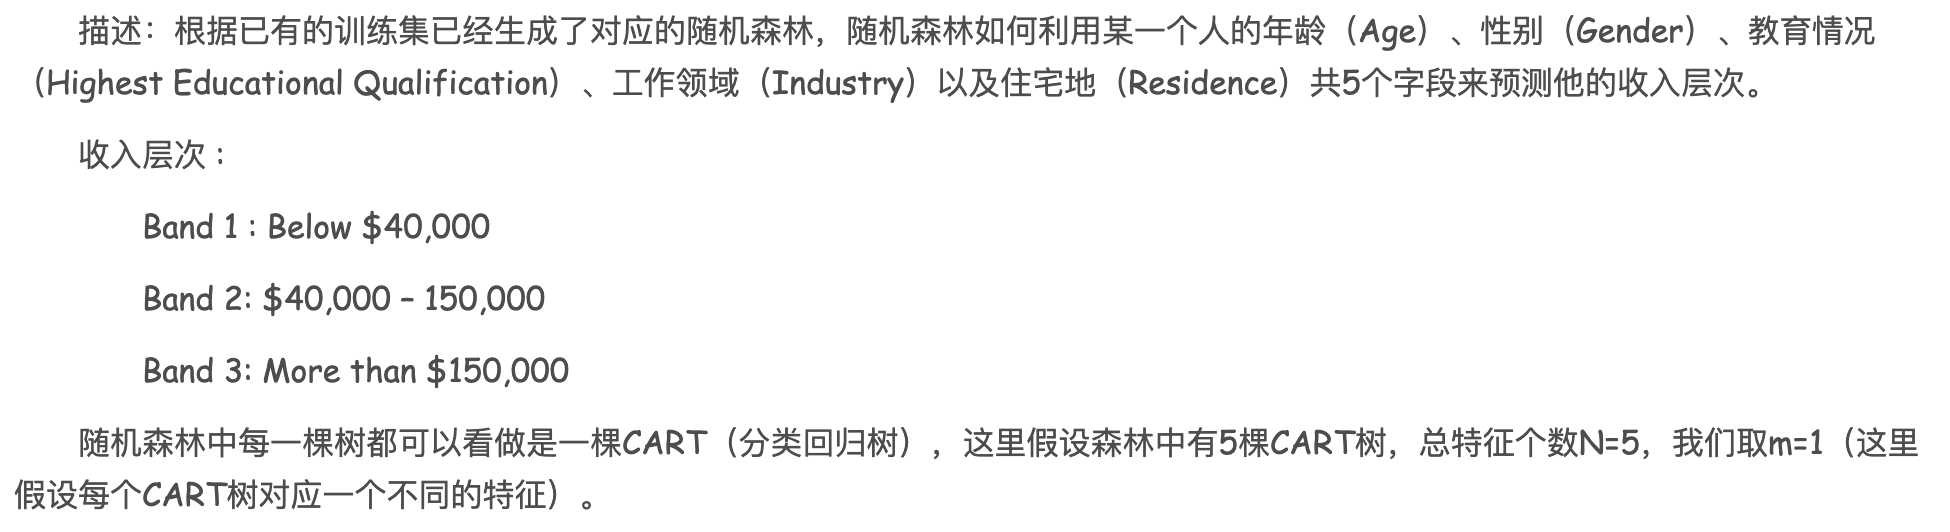 描述：根据已有的训练集已经生成了对应的随机森林，随机森林如何利用某一个人的年龄（Age）、性别（Gender）、教育情况
（Highest Educational Qualification）、工作领域（Industry）以及住宅地（Residence）共5个字段来预测他的收入层次。
收入层次 :
Band 1 : Below $40,000
Band 2: $40,000 – 150,000
Band 3: More than $150,000
随机森林中每一棵树都可以看做是一棵CART（分类回归树），这里假设森林中有5棵CART树，总特征个数N=5，我们取m=1（这里
假设每个CART树对应一个不同的特征）。